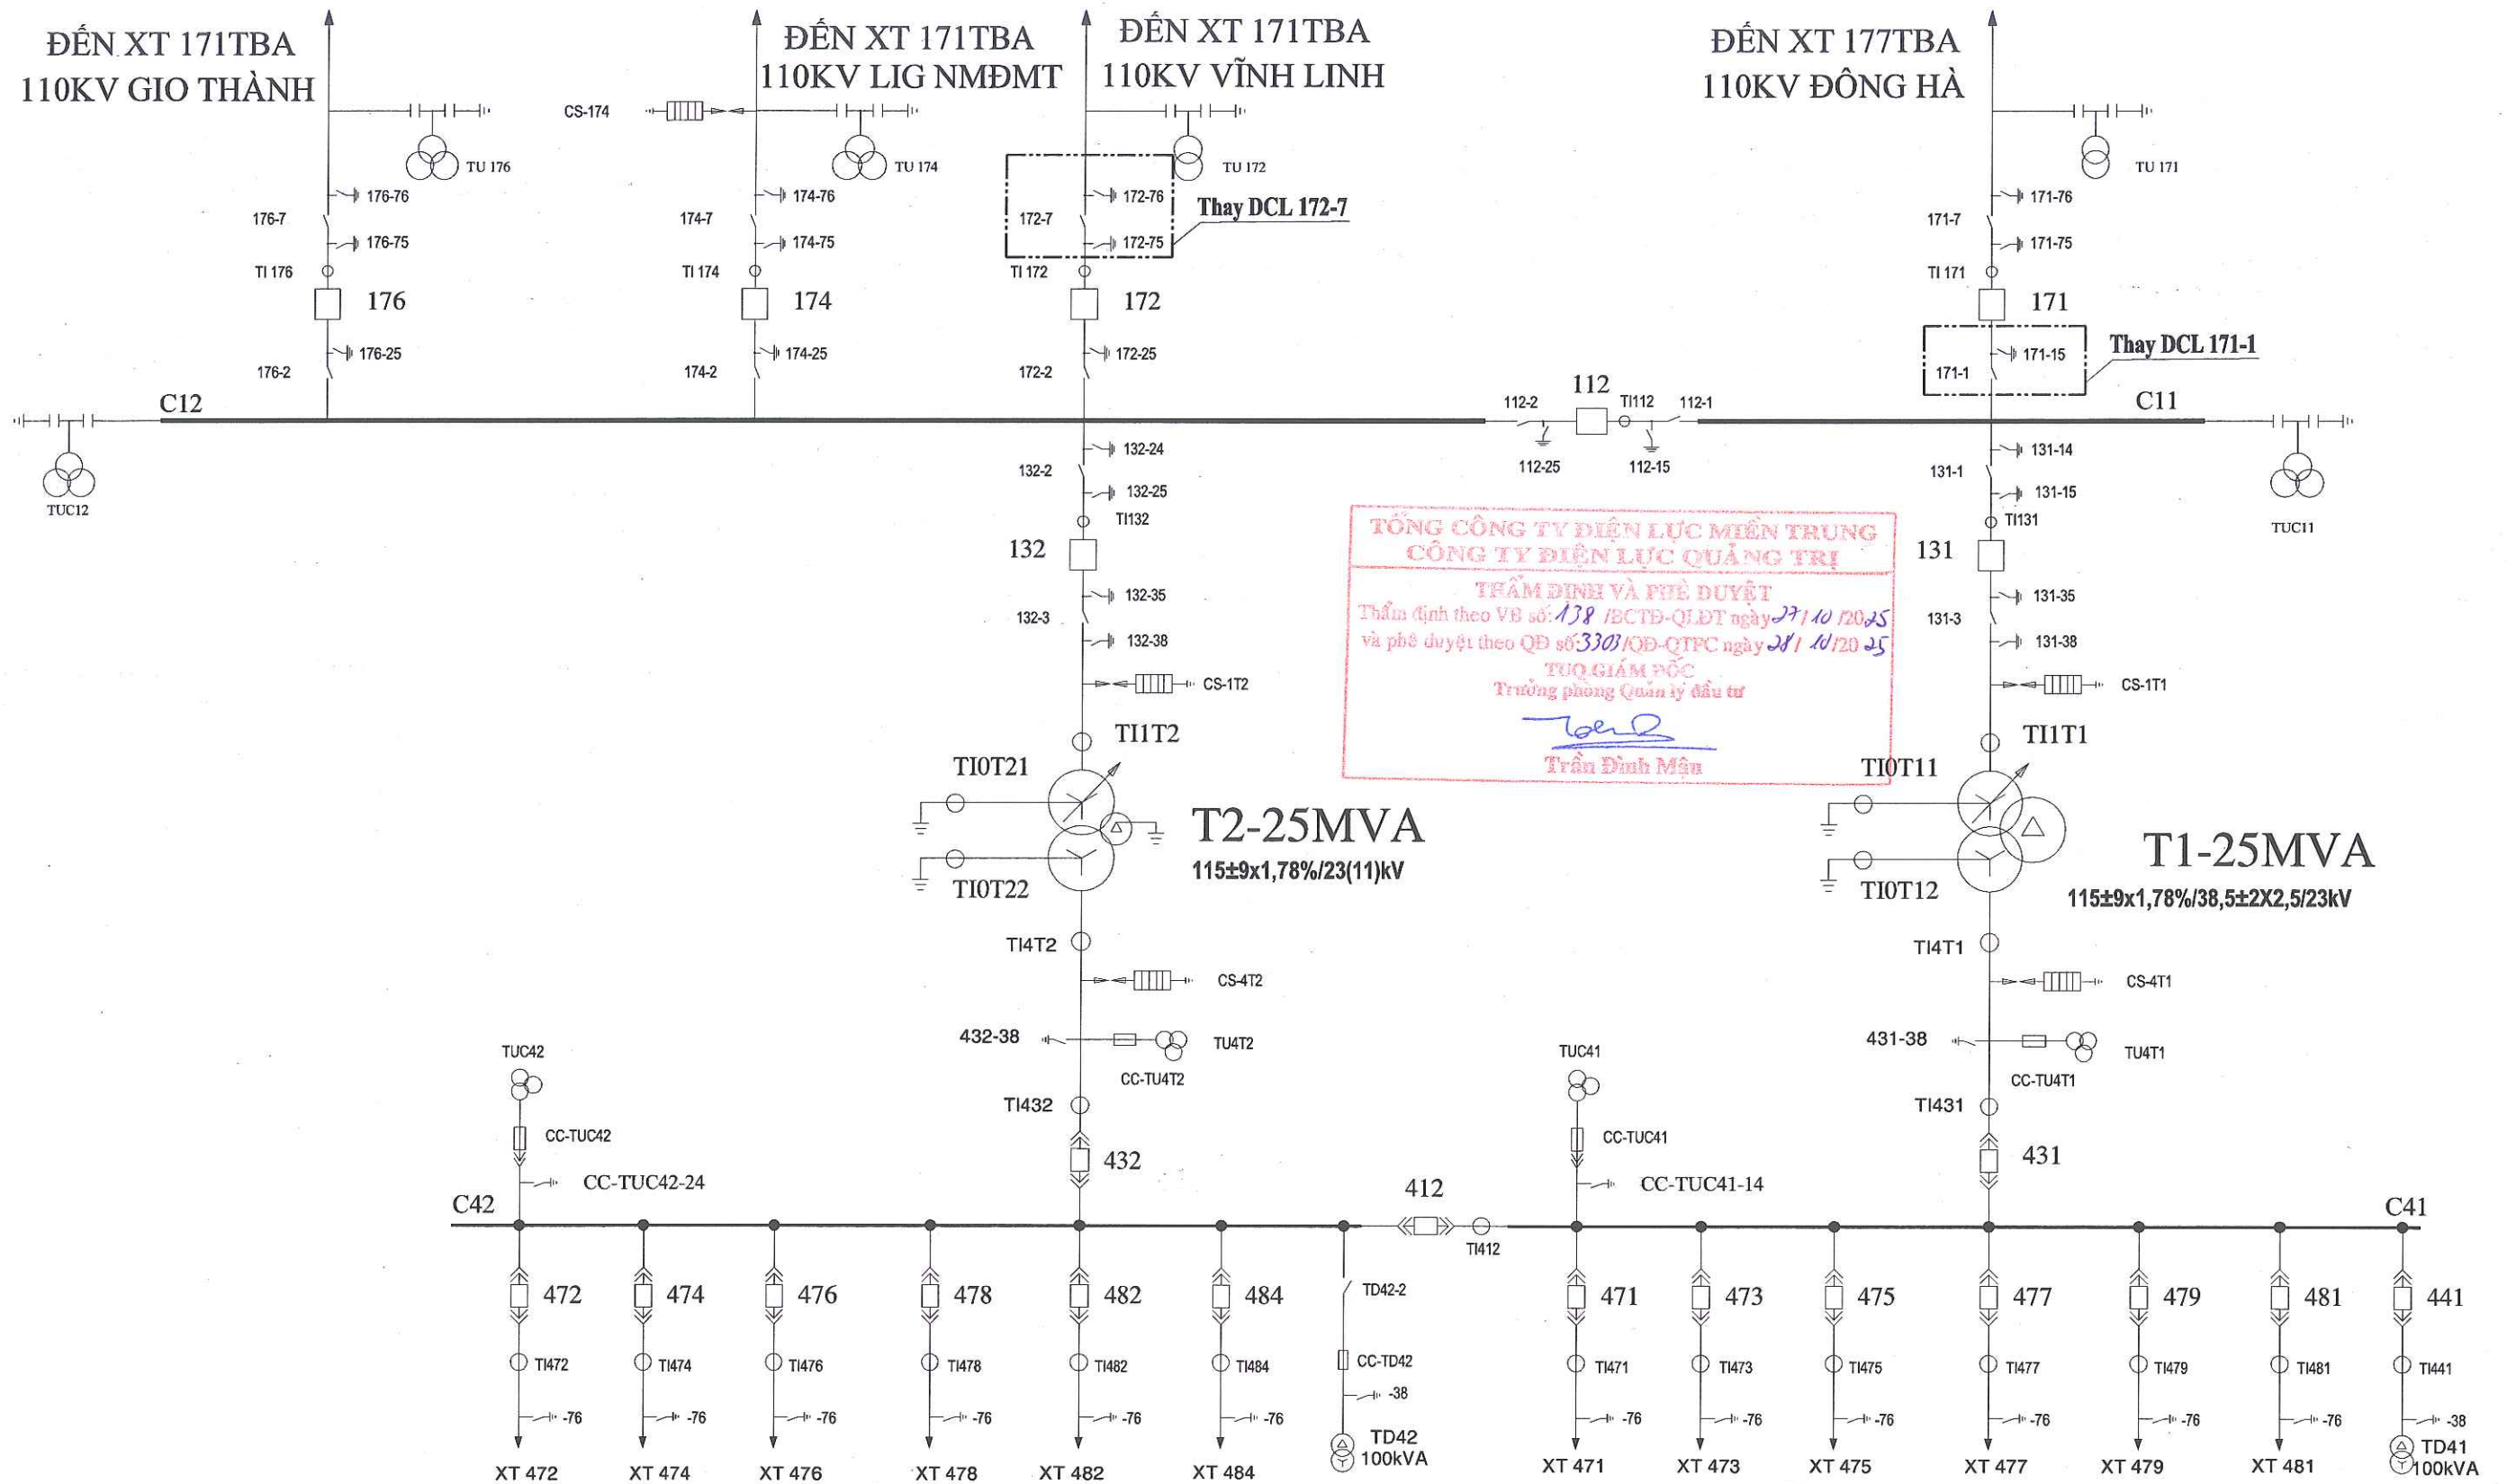 ĐẾN XT 171TBA
110KV GIO THÀNH
ĐẾN XT 171TBA
110KV LIG NMĐMT
ĐẾN XT 171TBA
110KV VĨNH LINH
ĐẾN XT 177TBA
110KV ĐÔNG HÀ
CS-174
TU 176
TU 174
TU 172
TU 171
176-76
174-76
172-76
171-76
176-7
174-7
172-7
171-7
Thay DCL 172-7
176-75
174-75
172-75
171-75
TI 176
TI 174
TI 172
TI 171
176
174
172
171
176-25
174-25
172-25
171-15
Thay DCL 171-1
176-2
174-2
172-2
171-1
C12
112-2
112
TI112
112-1
C11
112-25
112-15
TUC12
TUC11
132-24
132-2
132-25
TI132
132
132-35
132-3
132-38
CS-1T2
131-14
131-1
131-15
TI131
131
131-35
131-3
131-38
CS-1T1
TỔNG CÔNG TY ĐIỆN LỰC MIỀN TRUNG
CÔNG TY ĐIỆN LỰC QUẢNG TRỊ
THẨM ĐỊNH VÀ PHÊ DUYỆT
Thẩm định theo VB số: 138 /BCTĐ-QLĐT ngày 27/10/2025
và phê duyệt theo QĐ số 3303/QĐ-QTPC ngày 28/10/2025
TUQ.GIÁM ĐỐC
Trưởng phòng Quản lý đầu tư
Trần Đình Mậu
TI1T2
TI0T21
T2-25MVA
115±9x1,78%/23(11)kV
TI0T22
TI4T2
CS-4T2
432-38
TU4T2
CC-TU4T2
TI432
432
TI1T1
TI0T11
T1-25MVA
115±9x1,78%/38,5±2X2,5/23kV
TI0T12
TI4T1
CS-4T1
431-38
TU4T1
CC-TU4T1
TI431
431
TUC42
CC-TUC42
CC-TUC42-24
C42
412
TI412
TUC41
CC-TUC41
CC-TUC41-14
C41
472
474
476
478
482
484
TD42-2
471
473
475
477
479
481
441
TI472
TI474
TI476
TI478
TI482
TI484
CC-TD42
TI471
TI473
TI475
TI477
TI479
TI481
TI441
-38
-76
-76
-76
-76
-76
-76
-76
-76
-76
-76
-76
-76
-38
TD42
100kVA
TD41
100kVA
XT 472
XT 474
XT 476
XT 478
XT 482
XT 484
XT 471
XT 473
XT 475
XT 477
XT 479
XT 481